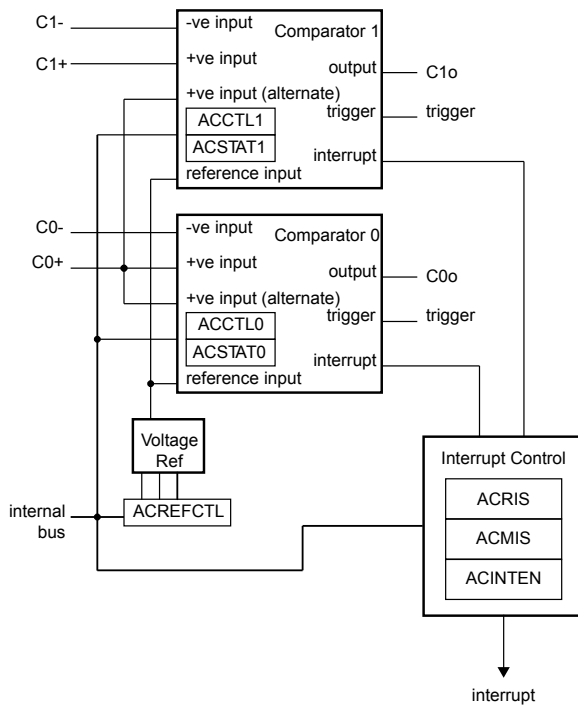 C1-
-ve input
Comparator 1
C1+
+ve input
output
C1o
+ve input (alternate)
trigger
trigger
ACCTL1
ACSTAT1
interrupt
reference input
C0-
-ve input
Comparator 0
C0+
+ve input
output
C0o
+ve input (alternate)
trigger
trigger
ACCTL0
ACSTAT0
interrupt
reference input
Voltage
Ref
Interrupt Control
internal
bus
ACREFCTL
ACRIS
ACMIS
ACINTEN
interrupt